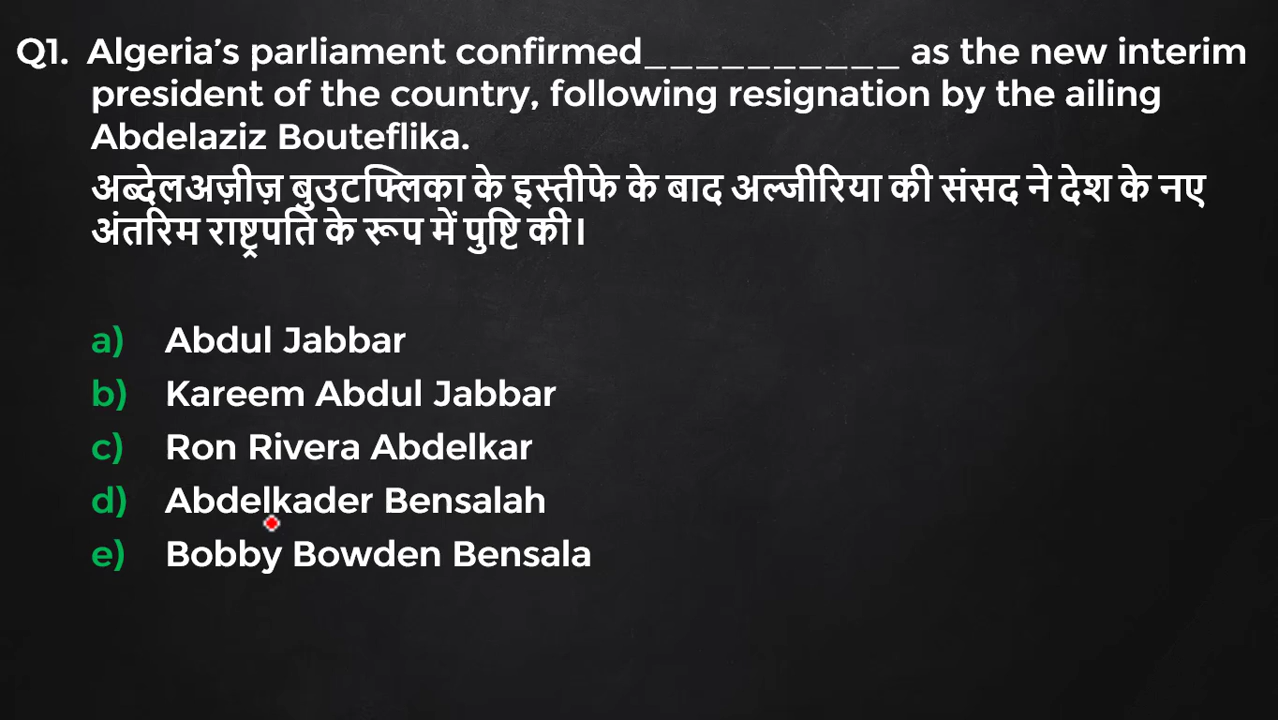 Q1. Algeria’s parliament confirmed__________ as the new interim
president of the country, following resignation by the ailing
Abdelaziz Bouteflika.
अब्देलअज़ीज़ बुउटफ्लिका के इस्तीफे के बाद अल्जीरिया की संसद ने देश के नए
अंतरिम राष्ट्रपति के रूप में पुष्टि की।
a) Abdul Jabbar
b) Kareem Abdul Jabbar
c) Ron Rivera Abdelkar
d) Abdelkader Bensalah
e) Bobby Bowden Bensala